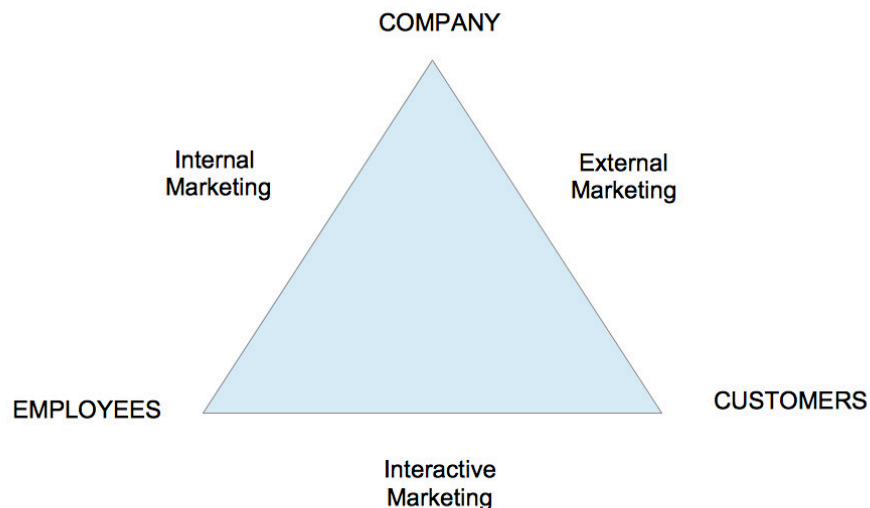 COMPANY
Internal
Marketing
External
Marketing
EMPLOYEES
CUSTOMERS
Interactive
Marketing